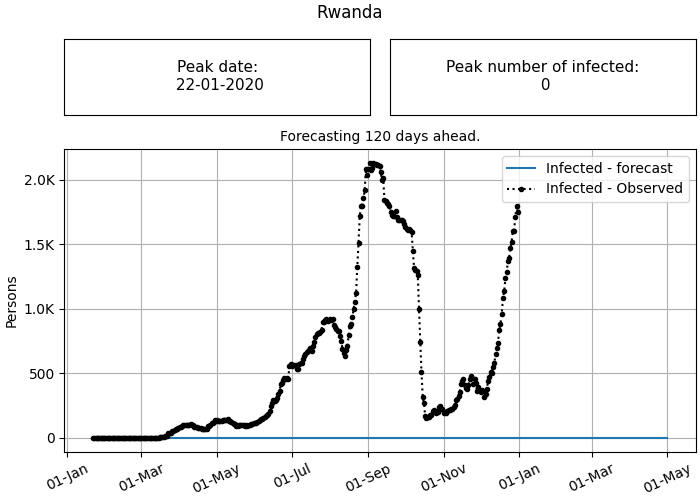 Rwanda
Peak date:
22-01-2020
Peak number of infected:
0
Forecasting 120 days ahead.
Infected - forecast
Infected - Observed
2.0K
1.5K
1.0K
500
0
Persons
01-Jan
01-Mar
01-May
01-Jul
01-Sep
01-Nov
01-Jan
01-Mar
01-May